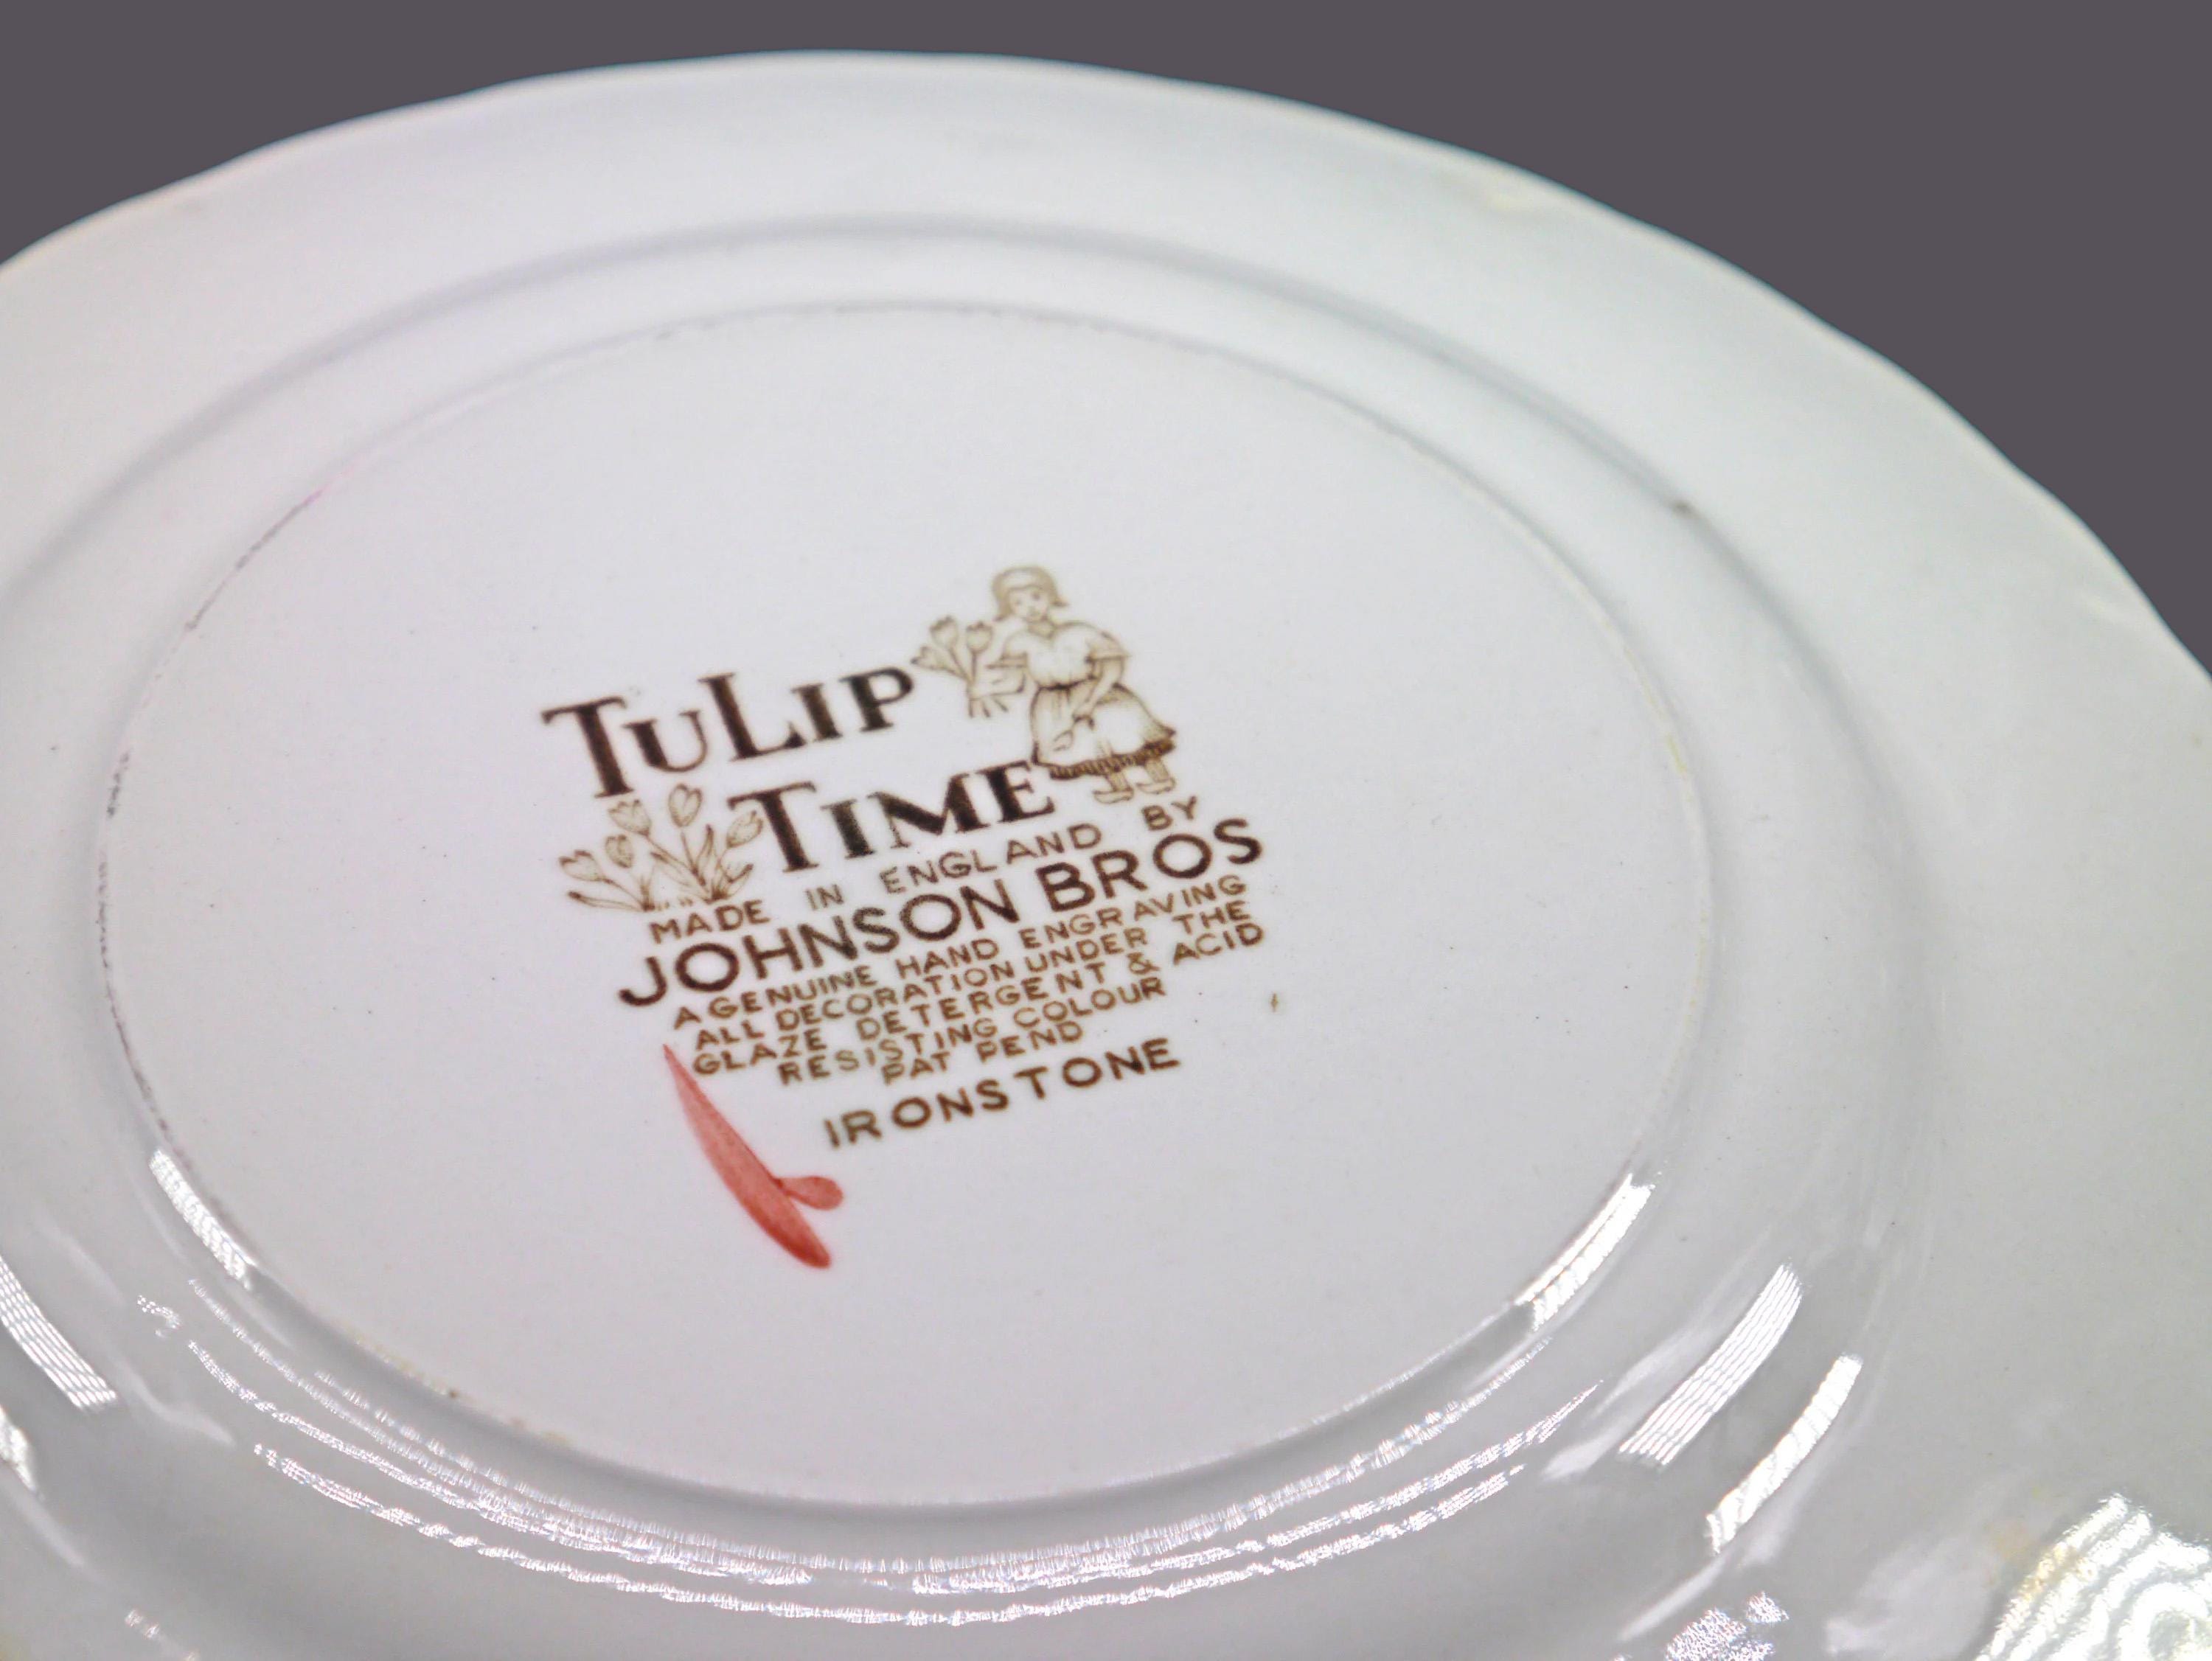 TULIP
TIME
MADE IN ENGLAND BY
JOHNSON BROS
A GENUINE HAND ENGRAVING
ALL DECORATION UNDER THE
GLAZE DETERGENT & ACID
RESISTING COLOUR
PAT PEND
IRONSTONE